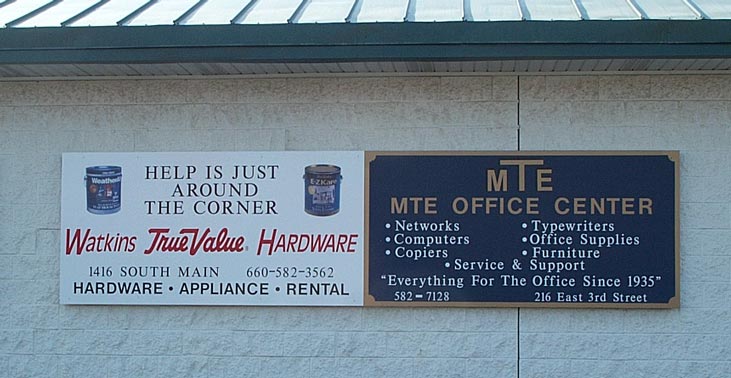 HELP IS JUST
AROUND
THE CORNER
Weather
E-Z Kare
Watkins True Value® HARDWARE
1416 SOUTH MAIN 660-582-3562
HARDWARE • APPLIANCE • RENTAL
MTE
MTE OFFICE CENTER
• Networks • Typewriters
• Computers • Office Supplies
• Copiers • Furniture
• Service & Support
"Everything For The Office Since 1935"
582-7128 216 East 3rd Street